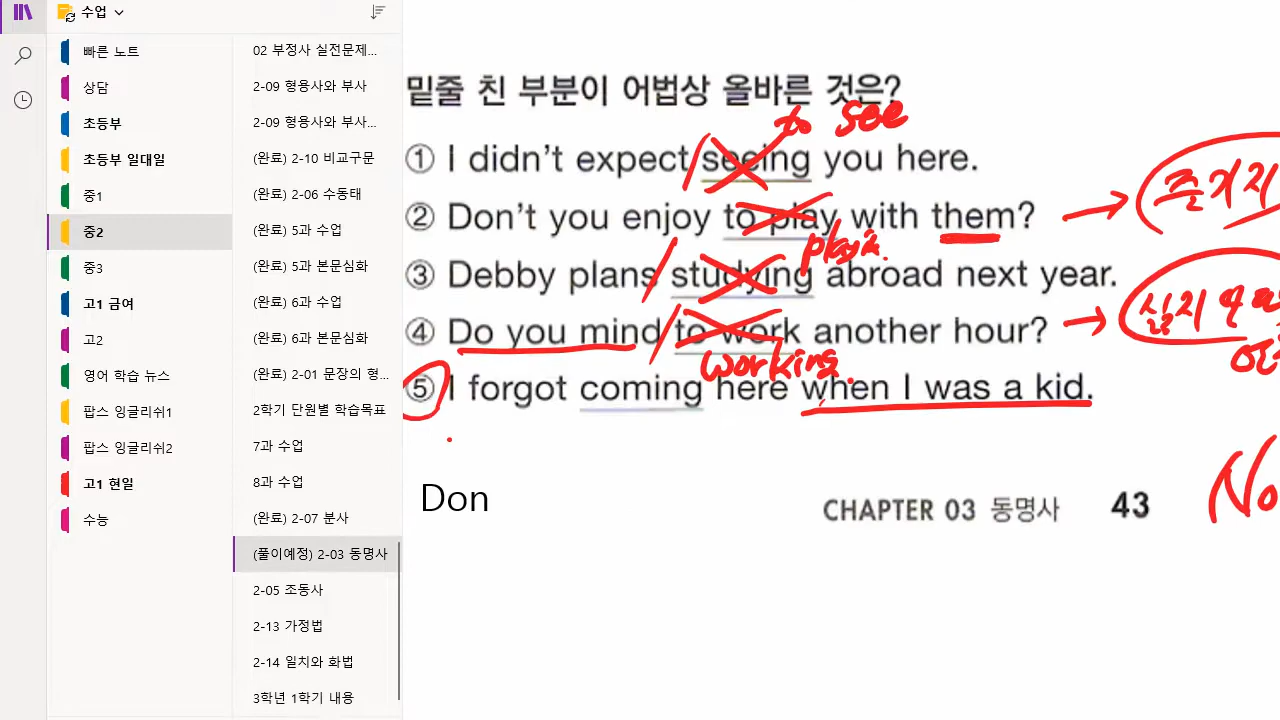 수업
빠른 노트
상담
초등부
초등부 일대일
중1
중2
중3
고1 금여
고2
영어 학습 뉴스
팝스 잉글리쉬1
팝스 잉글리쉬2
고1 현일
수능
02 부정사 실전문제...
2-09 형용사와 부사
2-09 형용사와 부사...
(완료) 2-10 비교구문
(완료) 2-06 수동태
(완료) 5과 수업
(완료) 5과 본문심화
(완료) 6과 수업
(완료) 6과 본문심화
(완료) 2-01 문장의 형...
2학기 단원별 학습목표
7과 수업
8과 수업
(완료) 2-07 분사
(풀이예정) 2-03 동명사
2-05 조동사
2-13 가정법
2-14 일치와 화법
3학년 1학기 내용
밑줄 친 부분이 어법상 올바른 것은?
to see
① I didn't expect seeing you here.
② Don't you enjoy to play with them?
③ Debby plans studying abroad next year.
④ Do you mind to work another hour?
working.
⑤ I forgot coming here when I was a kid.
No
Don
CHAPTER 03 동명사 43